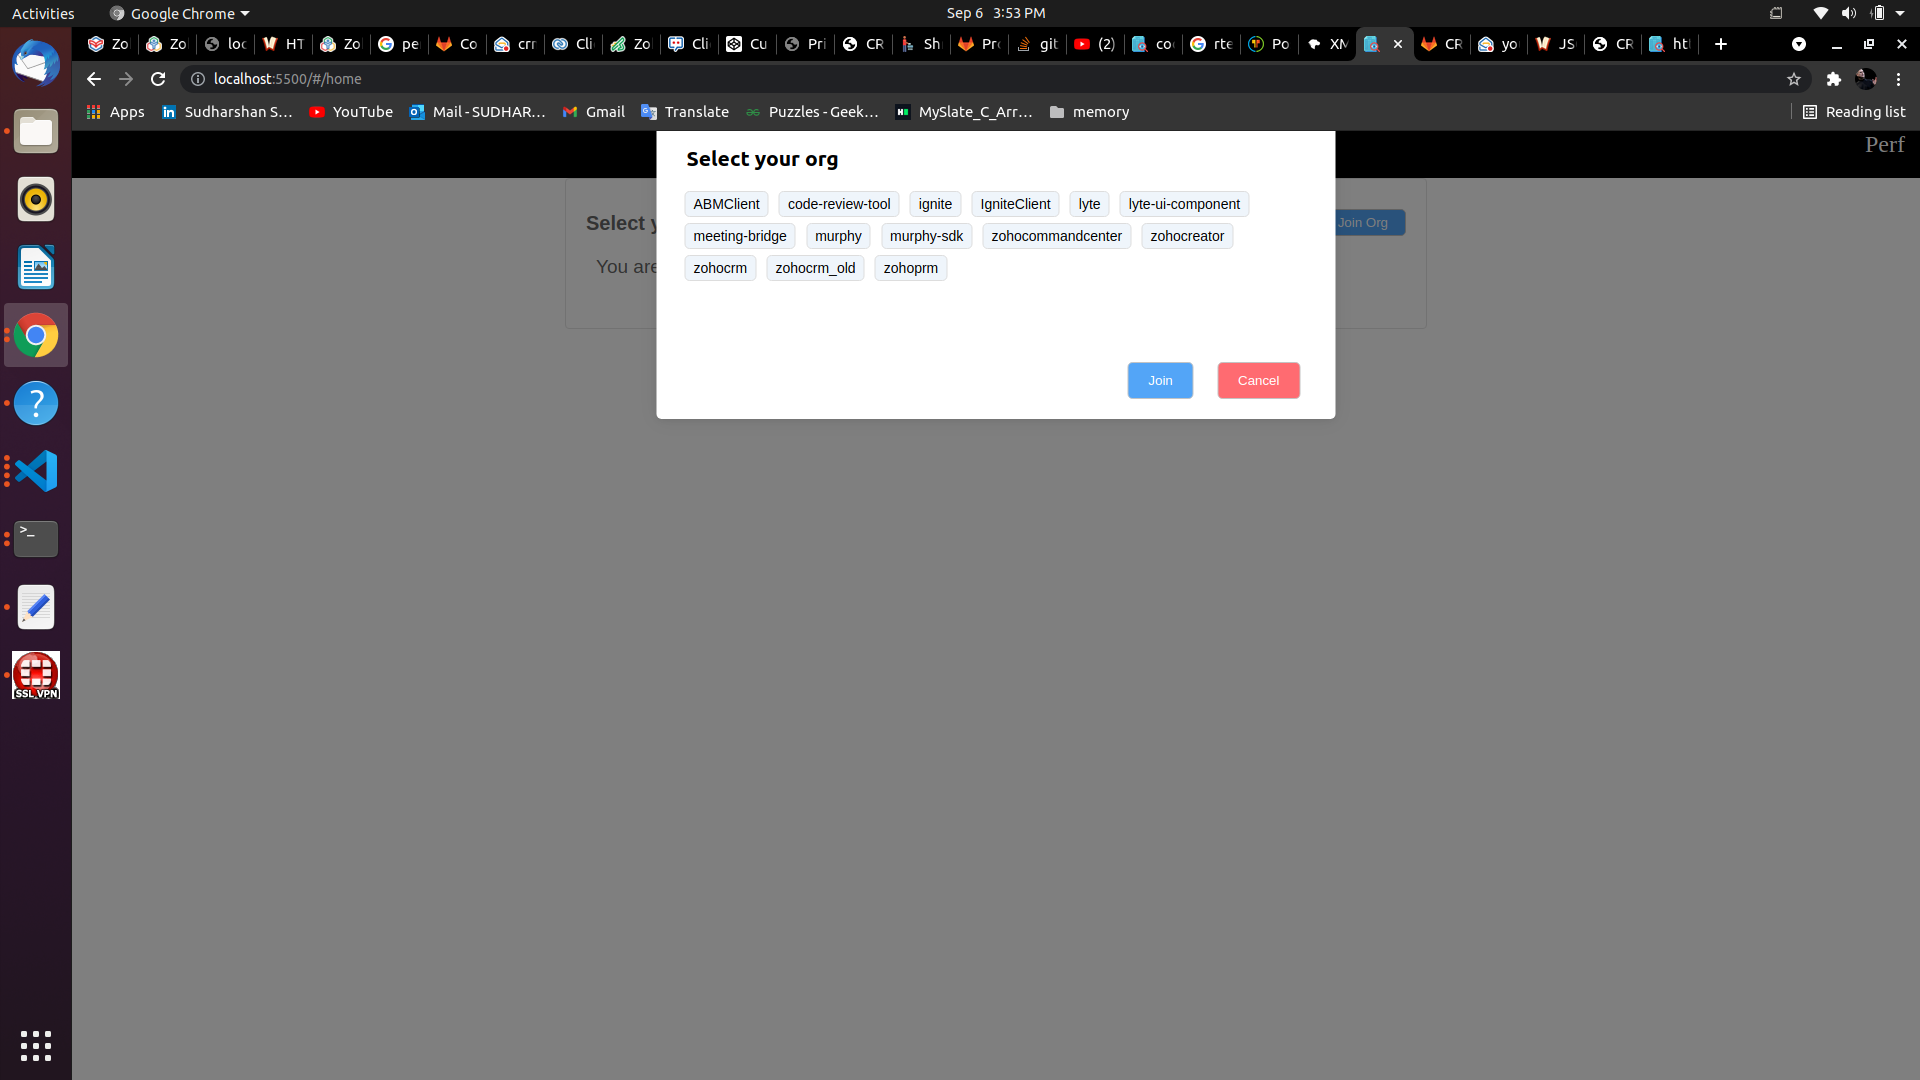 Activities Google Chrome Sep 6 3:53 PM
Zo Zo loc HT Zo pe Co crr Cli Zo Cli Cu Pri CR Sh Pro git (2) co rte Po XM CR yo JS CR ht
localhost:5500/#/home
Apps Sudharshan S... YouTube Mail - SUDHAR... Gmail Translate Puzzles - Geek... MySlate_C_Arr... memory Reading list
Perf
Select your org
ABMClient code-review-tool ignite IgniteClient lyte lyte-ui-component
Select y Join Org
meeting-bridge murphy murphy-sdk zohocommandcenter zohocreator
You are
zohocrm zohocrm_old zohoprm
Join Cancel
SSL VPN